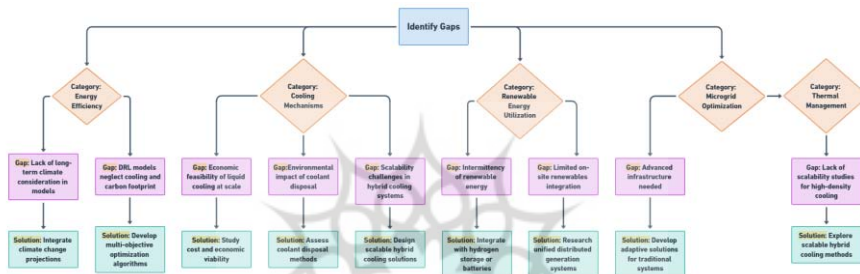 Identify Gaps
Category:
Energy
Efficiency
Category:
Cooling
Mechanisms
Category:
Renewable
Energy
Utilization
Category:
Microgrid
Optimization
Category:
Thermal
Management
Gap: Lack of long-
term climate
consideration in
models
Gap: DRL models
neglect cooling and
carbon footprint
Gap: Economic
feasibility of liquid
cooling at scale
Gap:Environmental
impact of coolant
disposal
Gap: Scalability
challenges in
hybrid cooling
systems
Gap: Intermittency
of renewable
energy
Gap: Limited on-
site renewables
integration
Gap: Advanced
infrastructure
needed
Gap: Lack of
scalability studies
for high-density
cooling
Solution: Integrate
climate change
projections
Solution: Develop
multi-objective
optimization
algorithms
Solution: Study
cost and economic
viability
Solution: Assess
coolant disposal
methods
Solution: Design
scalable hybrid
cooling solutions
Solution: Integrate
with hydrogen
storage or
batteries
Solution: Research
unified distributed
generation
systems
Solution: Develop
adaptive solutions
for traditional
systems
Solution: Explore
scalable hybrid
cooling methods